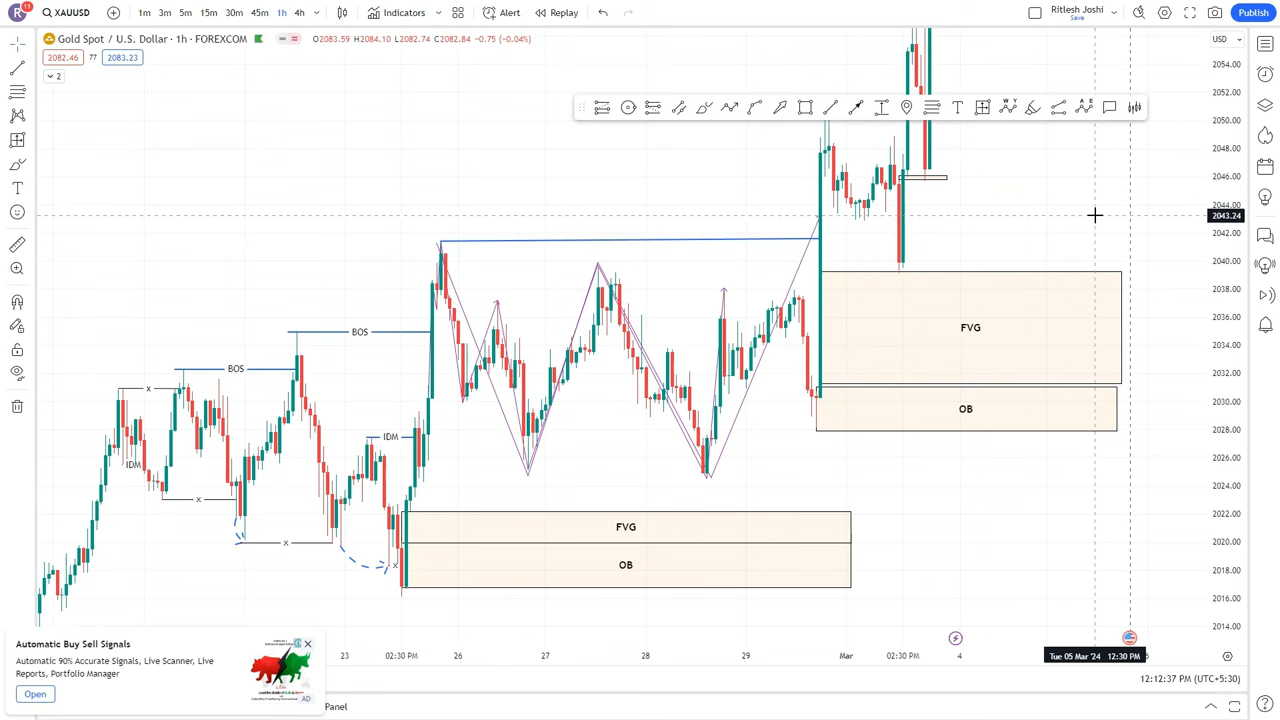 R 11 XAUUSD 1m 3m 5m 15m 30m 45m 1h 4h Indicators Alert Replay Ritlesh Joshi Save Publish
Gold Spot / U.S. Dollar · 1h · FOREXCOM O2083.59 H2084.10 L2082.74 C2082.84 -0.75 (-0.04%) USD
2082.46 77 2083.23
2
2054.00
2052.00
2050.00
2048.00
2046.00
2044.00
2043.24
2042.00
2040.00
2038.00
2036.00
2034.00
2032.00
2030.00
2028.00
2026.00
2024.00
2022.00
2020.00
2018.00
2016.00
2014.00
W Y
A E
FVG
BOS
BOS
x
OB
IDM
IDM
x
FVG
x
x
OB
Automatic Buy Sell Signals
Automatic 90% Accurate Signals, Live Scanner, Live
Reports, Portfolio Manager
Open
AD
23 02:30 PM 26 27 28 29 Mar 02:30 PM 4 Tue 05 Mar '24 12:30 PM
12:12:37 PM (UTC+5:30)
Panel